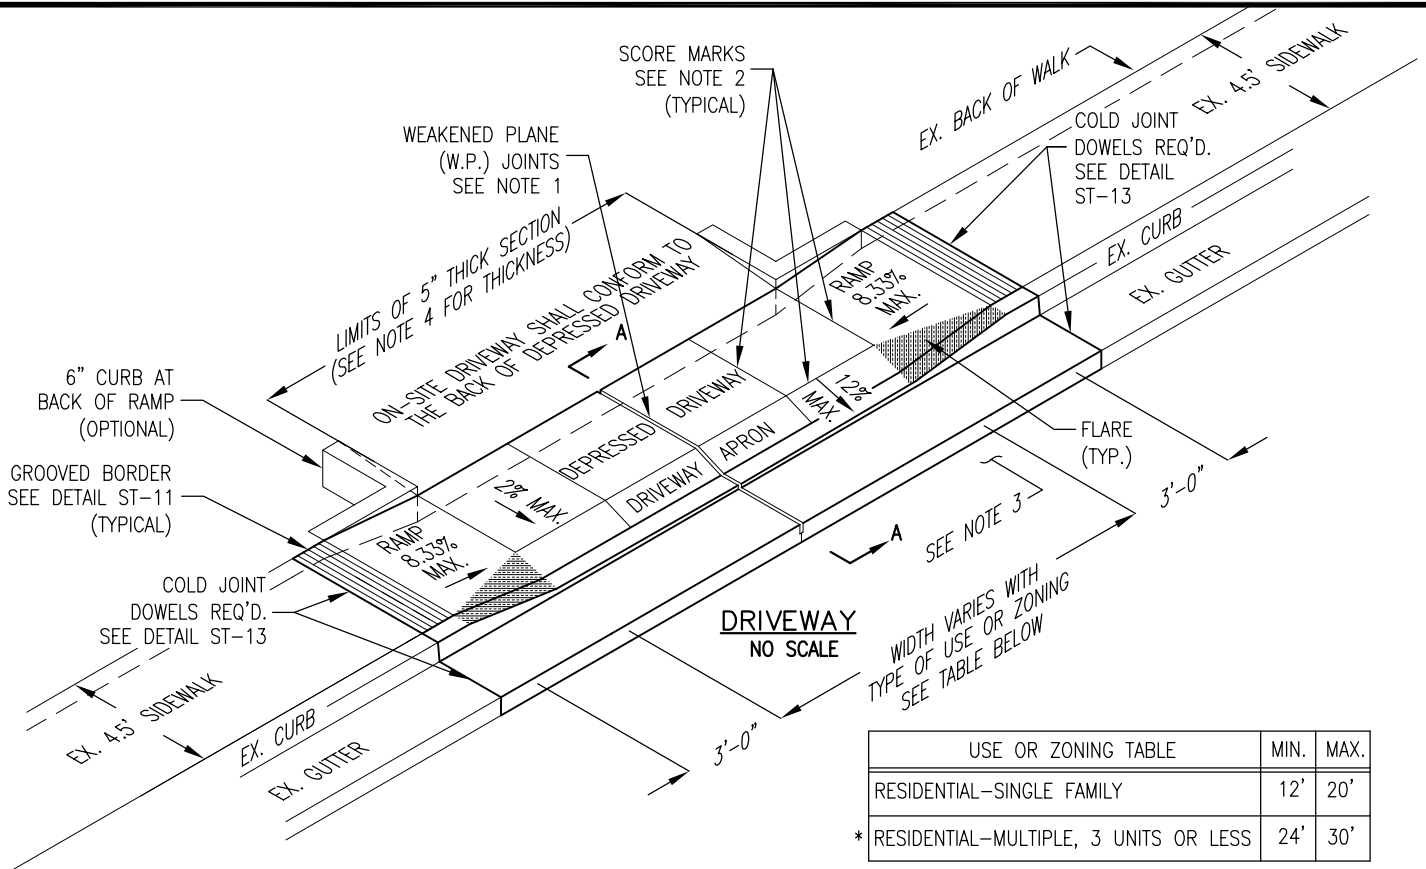 SCORE MARKS
SEE NOTE 2
(TYPICAL)
EX. BACK OF WALK
EX. 4.5' SIDEWALK
WEAKENED PLANE
(W.P.) JOINTS
SEE NOTE 1
COLD JOINT
DOWELS REQ'D.
SEE DETAIL
ST-13
LIMITS OF 5" THICK SECTION
(SEE NOTE 4 FOR THICKNESS)
ON-SITE DRIVEWAY SHALL CONFORM TO
THE BACK OF DEPRESSED DRIVEWAY
RAMP
8.33%
MAX.
EX. CURB
EX. GUTTER
A
6" CURB AT
BACK OF RAMP
(OPTIONAL)
DEPRESSED DRIVEWAY
12%
MAX.
DRIVEWAY APRON
FLARE
(TYP.)
GROOVED BORDER
SEE DETAIL ST-11
(TYPICAL)
2% MAX.
3'-0"
SEE NOTE 3
A
RAMP
8.33%
MAX.
COLD JOINT
DOWELS REQ'D.
SEE DETAIL ST-13
DRIVEWAY
NO SCALE
WIDTH VARIES WITH
TYPE OF USE OR ZONING
SEE TABLE BELOW
EX. 4.5' SIDEWALK
EX. CURB
EX. GUTTER
3'-0"
USE OR ZONING TABLE MIN. MAX.
RESIDENTIAL-SINGLE FAMILY 12' 20'
* RESIDENTIAL-MULTIPLE, 3 UNITS OR LESS 24' 30'